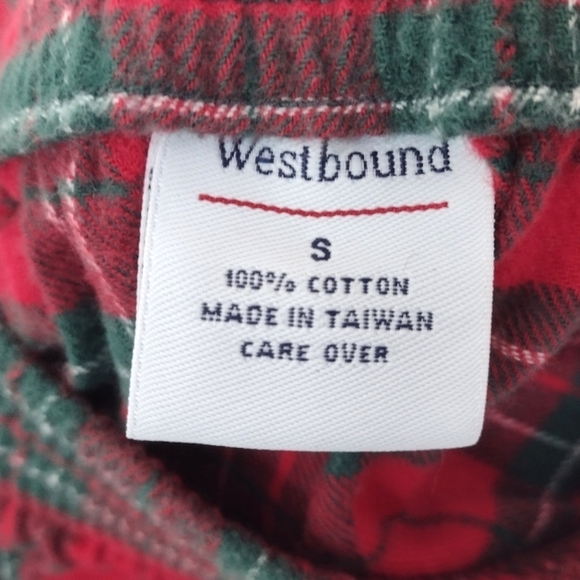 Westbound
S
100% COTTON
MADE IN TAIWAN
CARE OVER